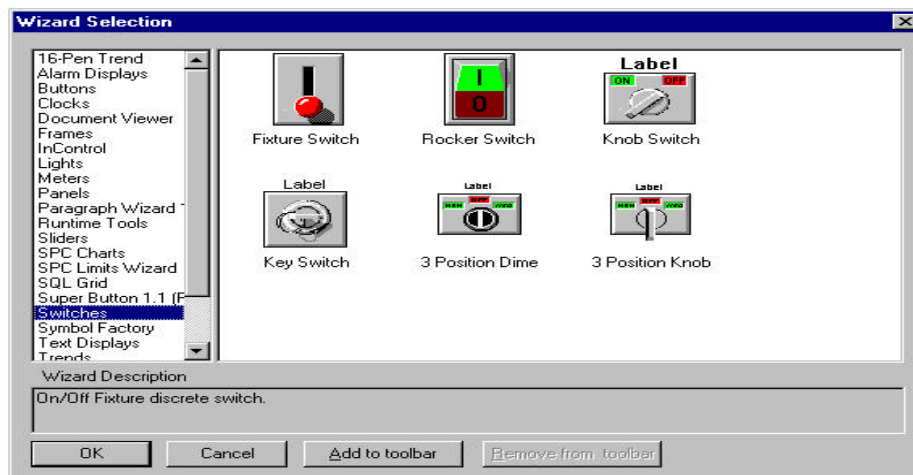 Wizard Selection
16-Pen Trend
Alarm Displays
Buttons
Clocks
Document Viewer
Frames
InControl
Lights
Meters
Panels
Paragraph Wizard
Runtime Tools
Sliders
SPC Charts
SPC Limits Wizard
SQL Grid
Super Button 1.1 (F
Switches
Symbol Factory
Text Displays
Trends
I
0
Label
ON OFF
Fixture Switch
Rocker Switch
Knob Switch
Label
Label
OFF
Label
OFF
Key Switch
3 Position Dime
3 Position Knob
Wizard Description
On/Off Fixture discrete switch.
OK
Cancel
Add to toolbar
Remove from toolbar